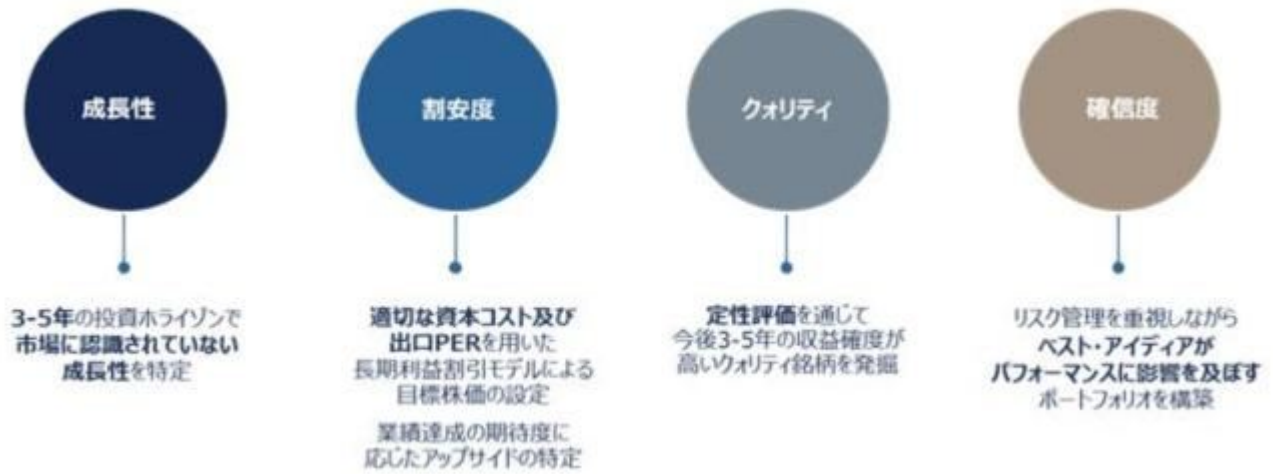 成長性
3-5年の投資ホライゾンで
市場に認識されていない
成長性を特定
割安度
適切な資本コスト及び
出口PERを用いた
長期利益割引モデルによる
目標株価の設定
業績達成の期待度に
応じたアップサイドの特定
クォリティ
定性評価を通じて
今後3-5年の収益確度が
高いクォリティ銘柄を発掘
確信度
リスク管理を重視しながら
ベスト・アイディアが
パフォーマンスに影響を及ぼす
ポートフォリオを構築